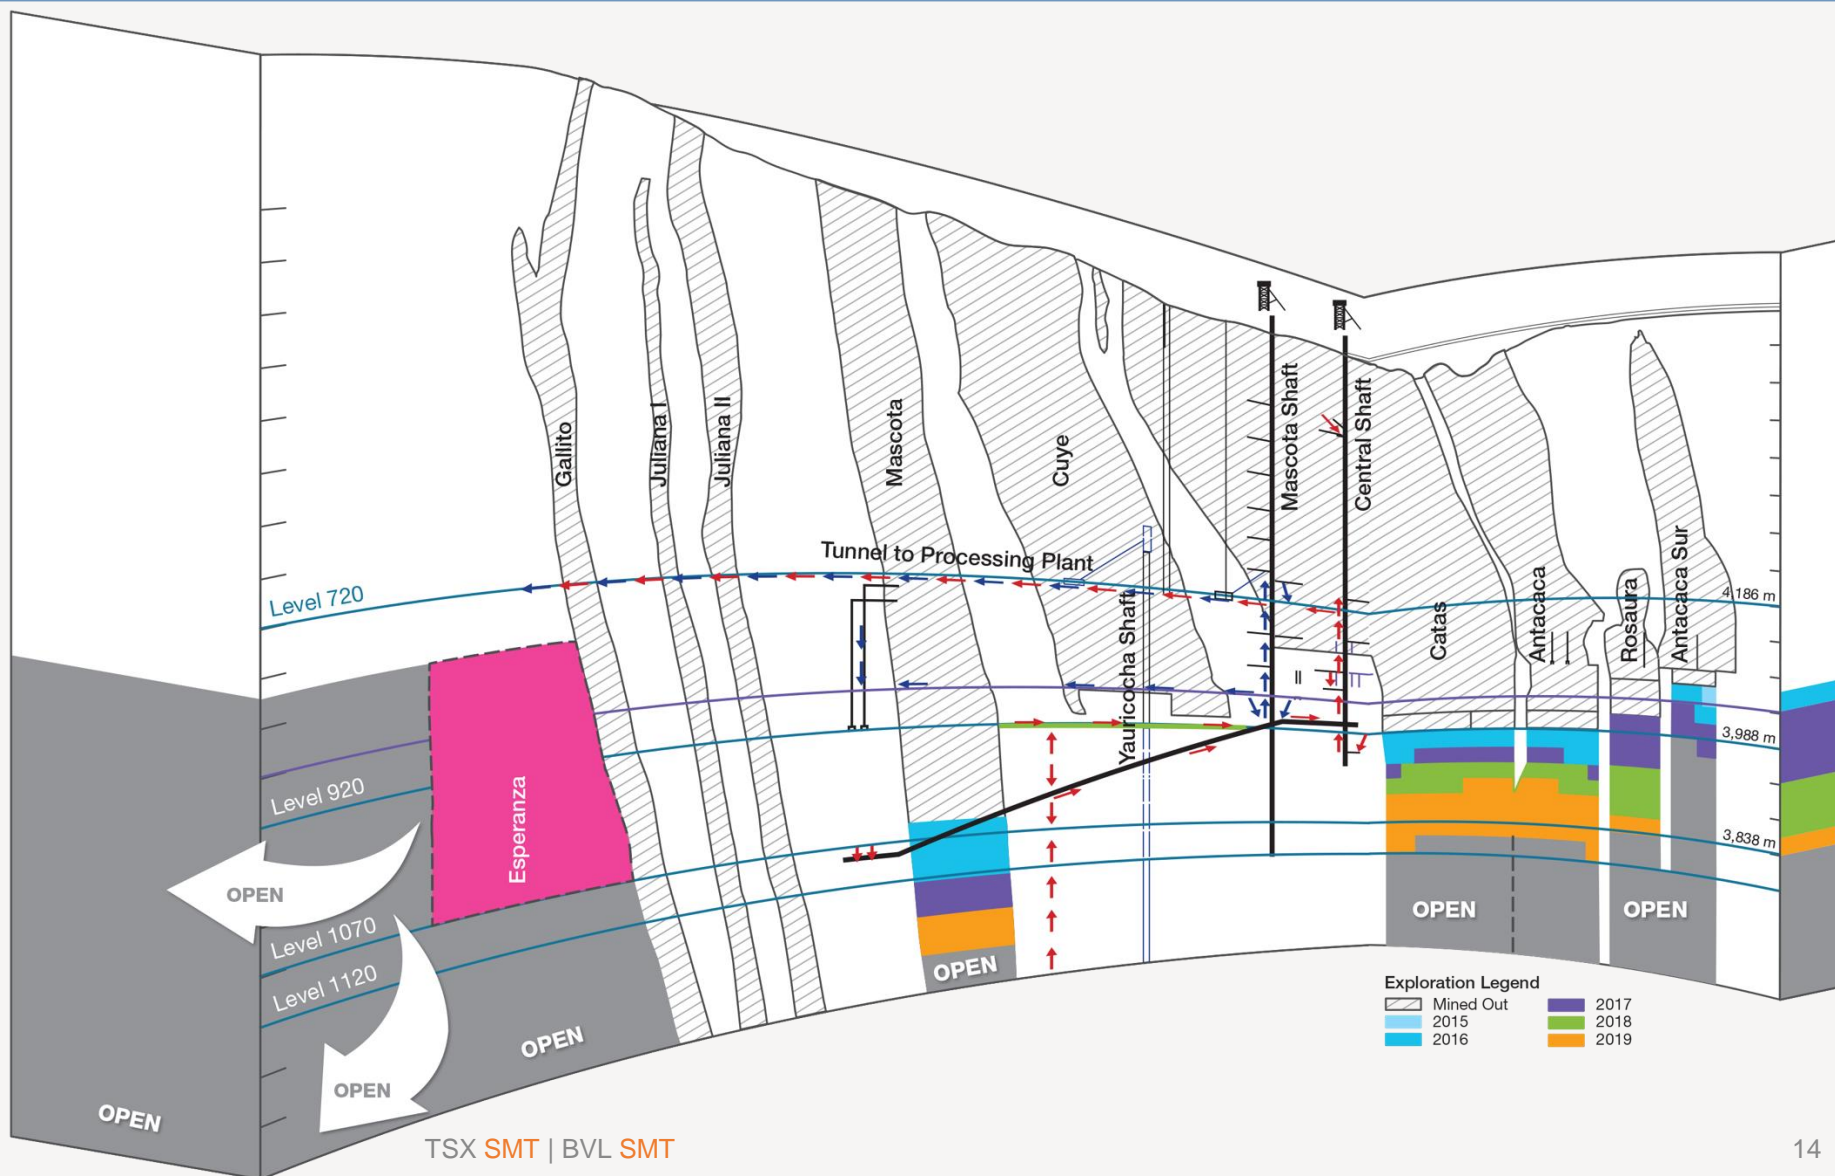 Gallito
Juliana I
Juliana II
Mascota
Cuye
Mascota Shaft
Central Shaft
Tunnel to Processing Plant
Yauricocha Shaft
Catas
Antacaca
Rosaura
Antacaca Sur
Level 720
4,186 m
Level 920
3,988 m
Esperanza
3,838 m
OPEN
Level 1070
Level 1120
OPEN
OPEN
OPEN
OPEN
OPEN
OPEN
II
Exploration Legend
Mined Out
2015
2016
2017
2018
2019
OPEN
TSX SMT | BVL SMT
14